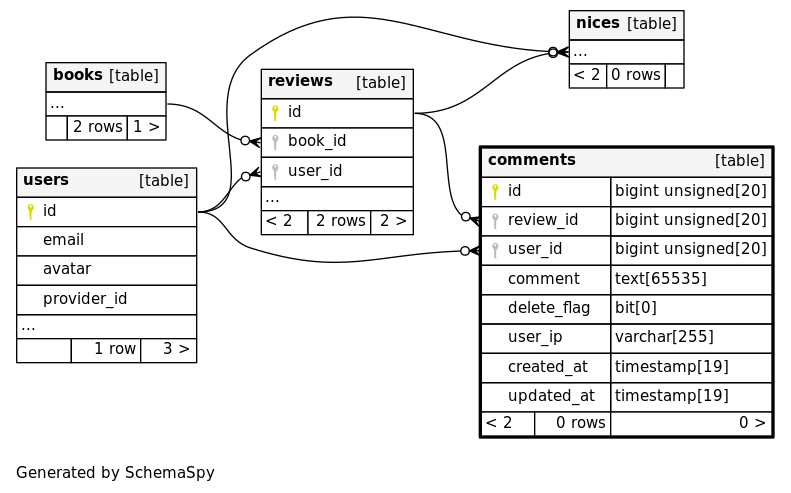 nices [table]
...
< 2 0 rows
books [table]
...
2 rows 1 >
reviews [table]
id
book_id
user_id
...
< 2 2 rows 2 >
users [table]
id
email
avatar
provider_id
...
1 row 3 >
comments [table]
id bigint unsigned[20]
review_id bigint unsigned[20]
user_id bigint unsigned[20]
comment text[65535]
delete_flag bit[0]
user_ip varchar[255]
created_at timestamp[19]
updated_at timestamp[19]
< 2 0 rows 0 >
Generated by SchemaSpy